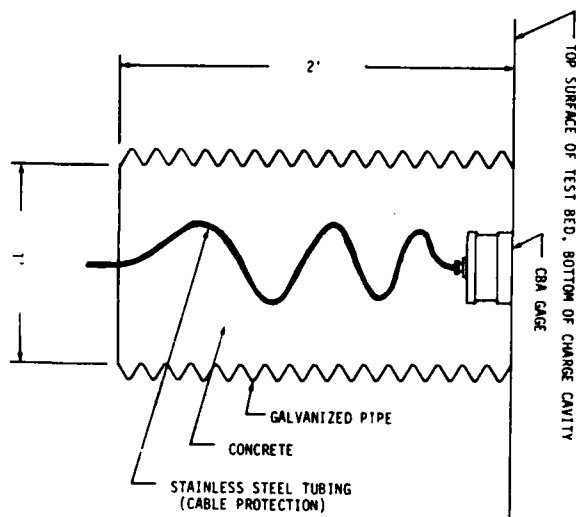 2'
TOP SURFACE OF TEST BED, BOTTOM OF CHARGE CAVITY
1'
CBA GAGE
GALVANIZED PIPE
CONCRETE
STAINLESS STEEL TUBING
(CABLE PROTECTION)